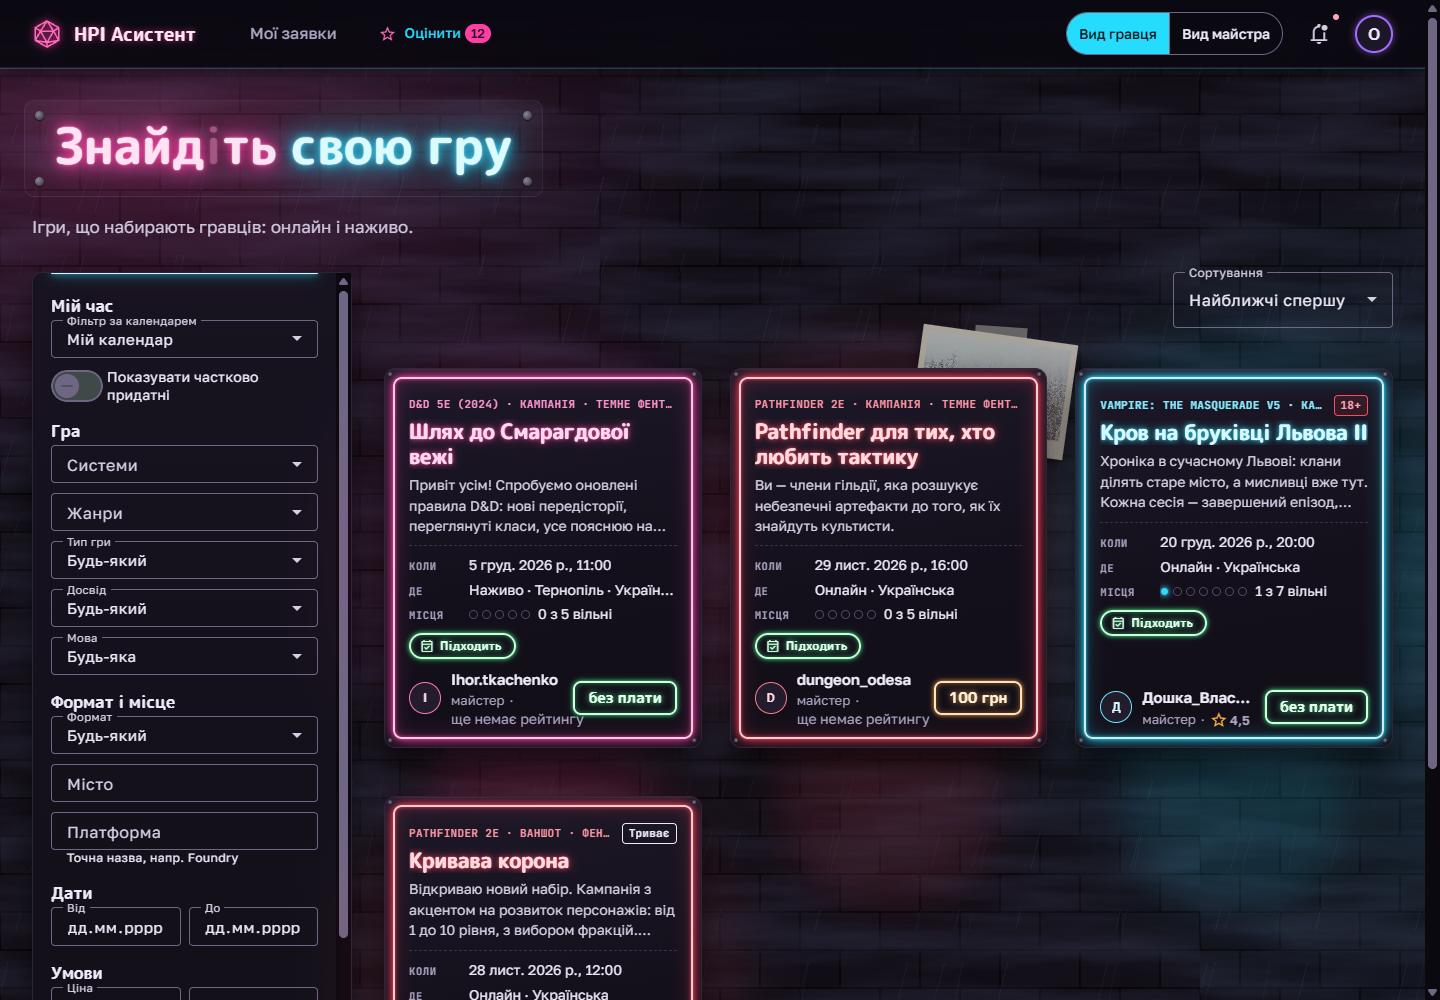 НРІ Асистент
Мої заявки
Оцінити 12
Вид гравця
Вид майстра
О
Знайдіть свою гру
Ігри, що набирають гравців: онлайн і наживо.
Сортування
Найближчі спершу
Мій час
Фільтр за календарем
Мій календар
Показувати частково
придатні
Гра
Системи
Жанри
Тип гри
Будь-який
Досвід
Будь-який
Мова
Будь-яка
Формат і місце
Формат
Будь-який
Місто
Платформа
Точна назва, напр. Foundry
Дати
Від
дд.мм.рррр
До
дд.мм.рррр
Умови
Ціна
D&D 5E (2024) · КАМПАНІЯ · ТЕМНЕ ФЕНТ…
Шлях до Смарагдової
вежі
Привіт усім! Спробуємо оновлені
правила D&D: нові передісторії,
переглянуті класи, усе пояснюю на…
КОЛИ 5 груд. 2026 р., 11:00
ДЕ Наживо · Тернопіль · Україн…
МІСЦЯ 0 з 5 вільні
Підходить
I
Ihor.tkachenko
майстер ·
ще немає рейтингу
без плати
PATHFINDER 2E · КАМПАНІЯ · ТЕМНЕ ФЕНТ…
Pathfinder для тих, хто
любить тактику
Ви — члени гільдії, яка розшукує
небезпечні артефакти до того, як їх
знайдуть культисти.
КОЛИ 29 лист. 2026 р., 16:00
ДЕ Онлайн · Українська
МІСЦЯ 0 з 5 вільні
Підходить
D
dungeon_odesa
майстер ·
ще немає рейтингу
100 грн
VAMPIRE: THE MASQUERADE V5 · КА… 18+
Кров на бруківці Львова II
Хроніка в сучасному Львові: клани
ділять старе місто, а мисливці вже тут.
Кожна сесія — завершений епізод,…
КОЛИ 20 груд. 2026 р., 20:00
ДЕ Онлайн · Українська
МІСЦЯ 1 з 7 вільні
Підходить
Д
Дошка_Влас…
майстер · 4,5
без плати
PATHFINDER 2E · ВАНШОТ · ФЕН… Триває
Кривава корона
Відкриваю новий набір. Кампанія з
акцентом на розвиток персонажів: від
1 до 10 рівня, з вибором фракцій.…
КОЛИ 28 лист. 2026 р., 12:00
ДЕ Онлайн · Українська